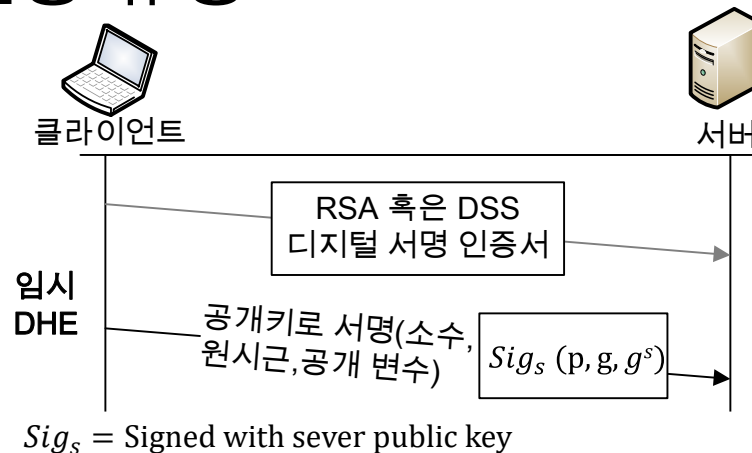 클라이언트
서버
RSA 혹은 DSS
디지털 서명 인증서
임시
DHE
공개키로 서명(소수,
원시근,공개 변수)
Sigₛ (p, g, gˢ)
Sigₛ = Signed with sever public key